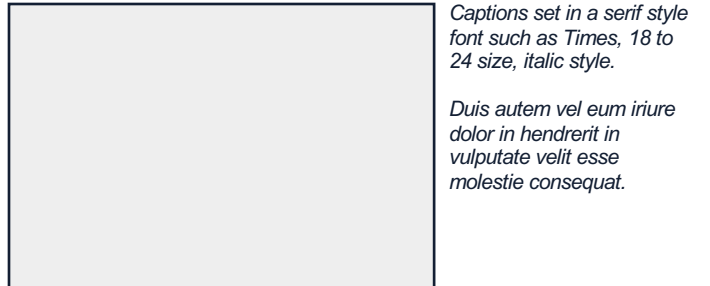 Captions set in a serif style
font such as Times, 18 to
24 size, italic style.
Duis autem vel eum iriure
dolor in hendrerit in
vulputate velit esse
molestie consequat.